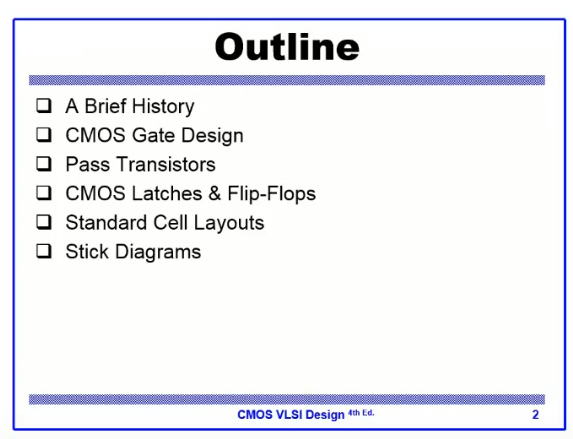 Outline
❑ A Brief History
❑ CMOS Gate Design
❑ Pass Transistors
❑ CMOS Latches & Flip-Flops
❑ Standard Cell Layouts
❑ Stick Diagrams
CMOS VLSI Design 4th Ed. 2